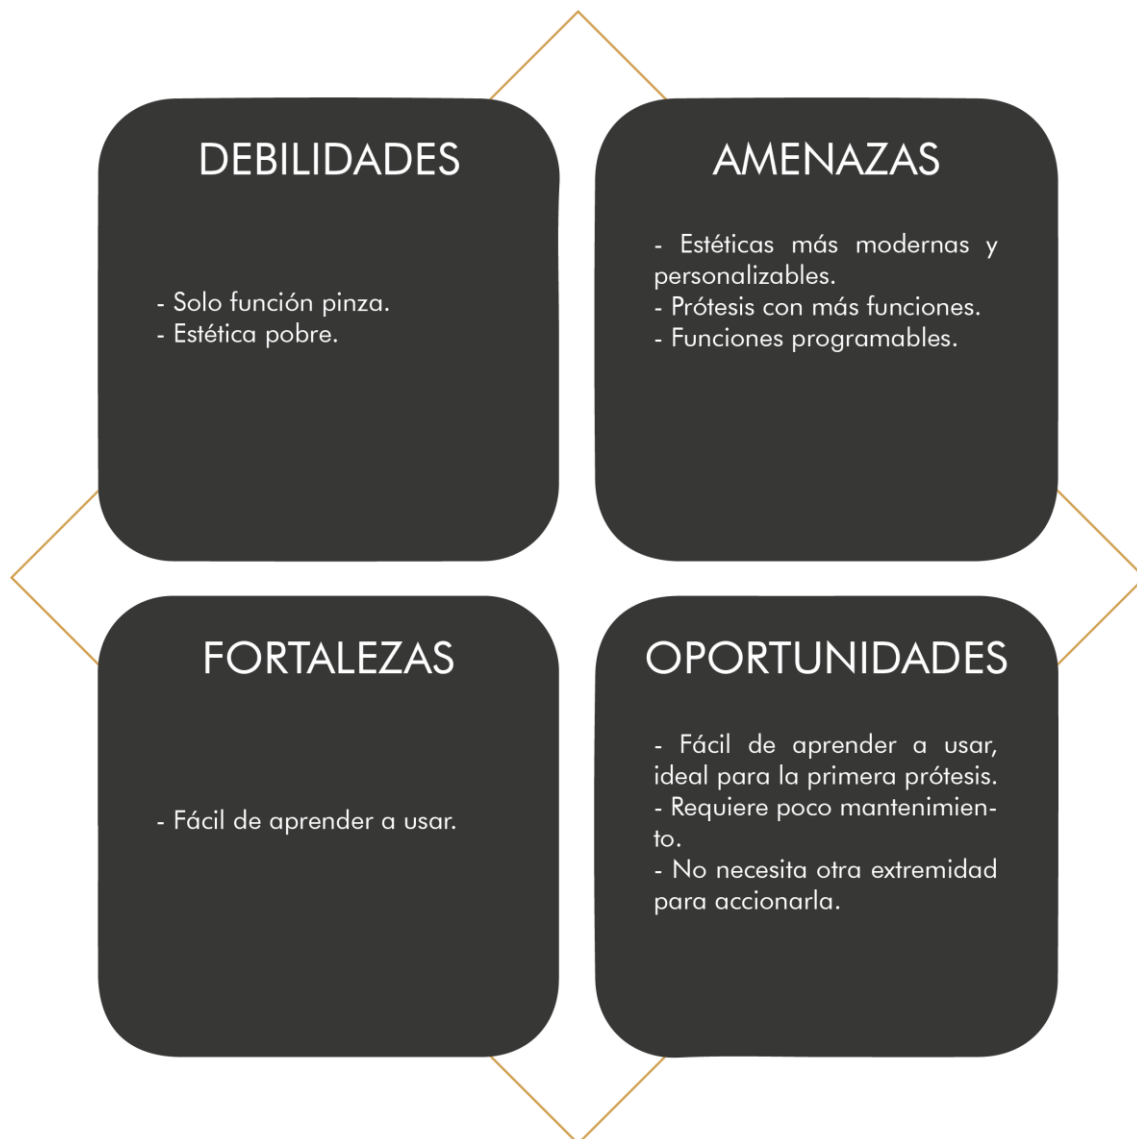 DEBILIDADES
- Solo función pinza.
- Estética pobre.
AMENAZAS
- Estéticas más modernas y
personalizables.
- Prótesis con más funciones.
- Funciones programables.
FORTALEZAS
- Fácil de aprender a usar.
OPORTUNIDADES
- Fácil de aprender a usar,
ideal para la primera prótesis.
- Requiere poco mantenimien-
to.
- No necesita otra extremidad
para accionarla.